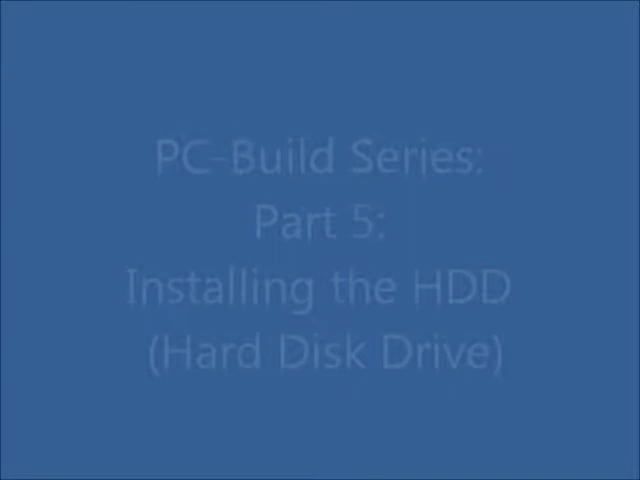 PC-Build Series:
Part 5:
Installing the HDD
(Hard Disk Drive)